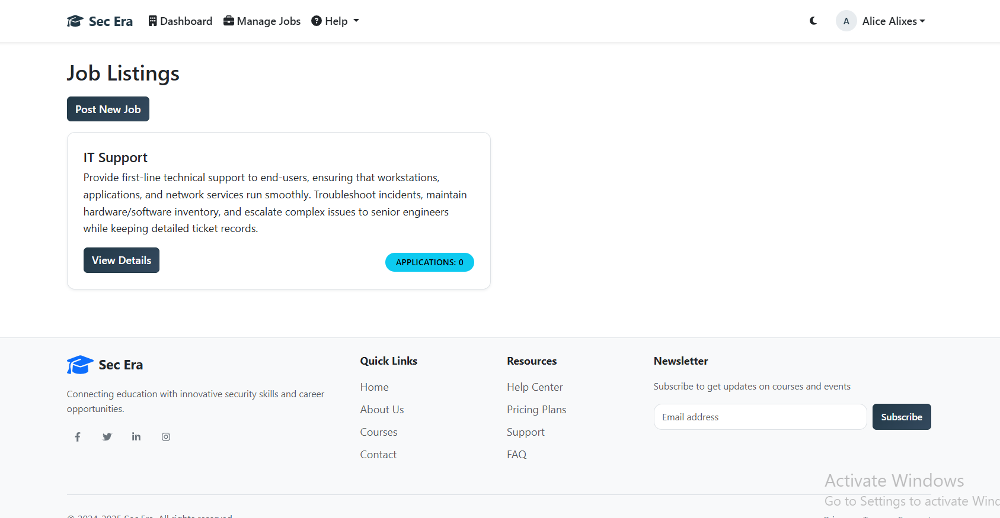 Sec Era
Dashboard
Manage Jobs
Help
A
Alice Alixes
Job Listings
Post New Job
IT Support
Provide first-line technical support to end-users, ensuring that workstations,
applications, and network services run smoothly. Troubleshoot incidents, maintain
hardware/software inventory, and escalate complex issues to senior engineers
while keeping detailed ticket records.
View Details
APPLICATIONS: 0
Sec Era
Connecting education with innovative security skills and career
opportunities.
Quick Links
Home
About Us
Courses
Contact
Resources
Help Center
Pricing Plans
Support
FAQ
Newsletter
Subscribe to get updates on courses and events
Email address
Subscribe
Activate Windows
Go to Settings to activate Wind
© 2024-2025 Sec Era. All rights reserved.